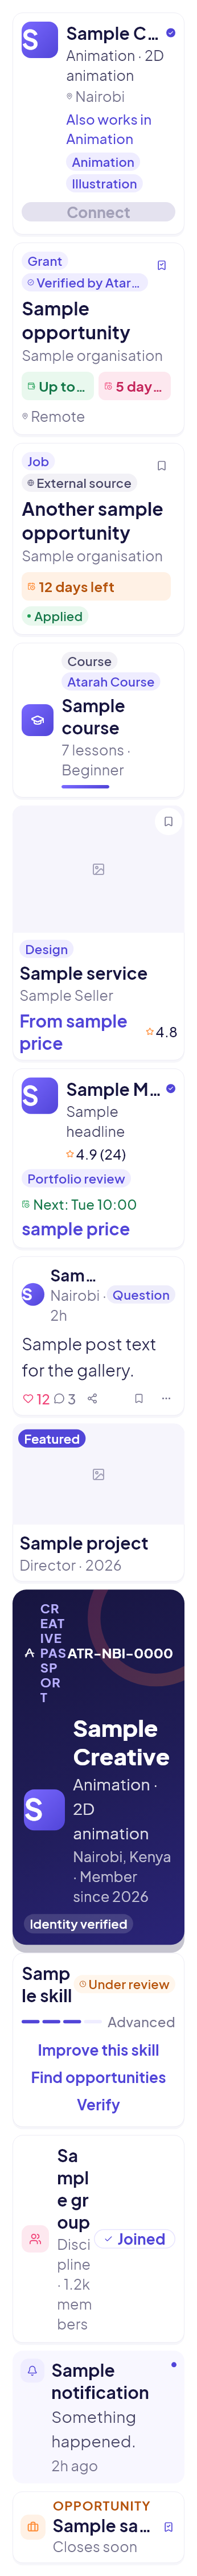 S
Sample C…
Animation · 2D
animation
Nairobi
Also works in
Animation
Animation
Illustration
Connect
Grant
Verified by Atar…
Sample
opportunity
Sample organisation
Up to…
5 day…
Remote
Job
External source
Another sample
opportunity
Sample organisation
12 days left
Applied
Course
Atarah Course
Sample
course
7 lessons ·
Beginner
Design
Sample service
Sample Seller
From sample
price
4.8
S
Sample M…
Sample
headline
4.9 (24)
Portfolio review
Next: Tue 10:00
sample price
S
Sam…
Nairobi ·
2h
Question
Sample post text
for the gallery.
12
3
Featured
Sample project
Director · 2026
CR
EAT
IVE
PAS
SP
OR
T
ATR-NBI-0000
S
Sample
Creative
Animation ·
2D
animation
Nairobi, Kenya
· Member
since 2026
Identity verified
Samp
le skill
Under review
Advanced
Improve this skill
Find opportunities
Verify
Sa
mpl
e gr
oup
Disci
pline
· 1.2k
mem
bers
Joined
Sample
notification
Something
happened.
2h ago
OPPORTUNITY
Sample sa…
Closes soon